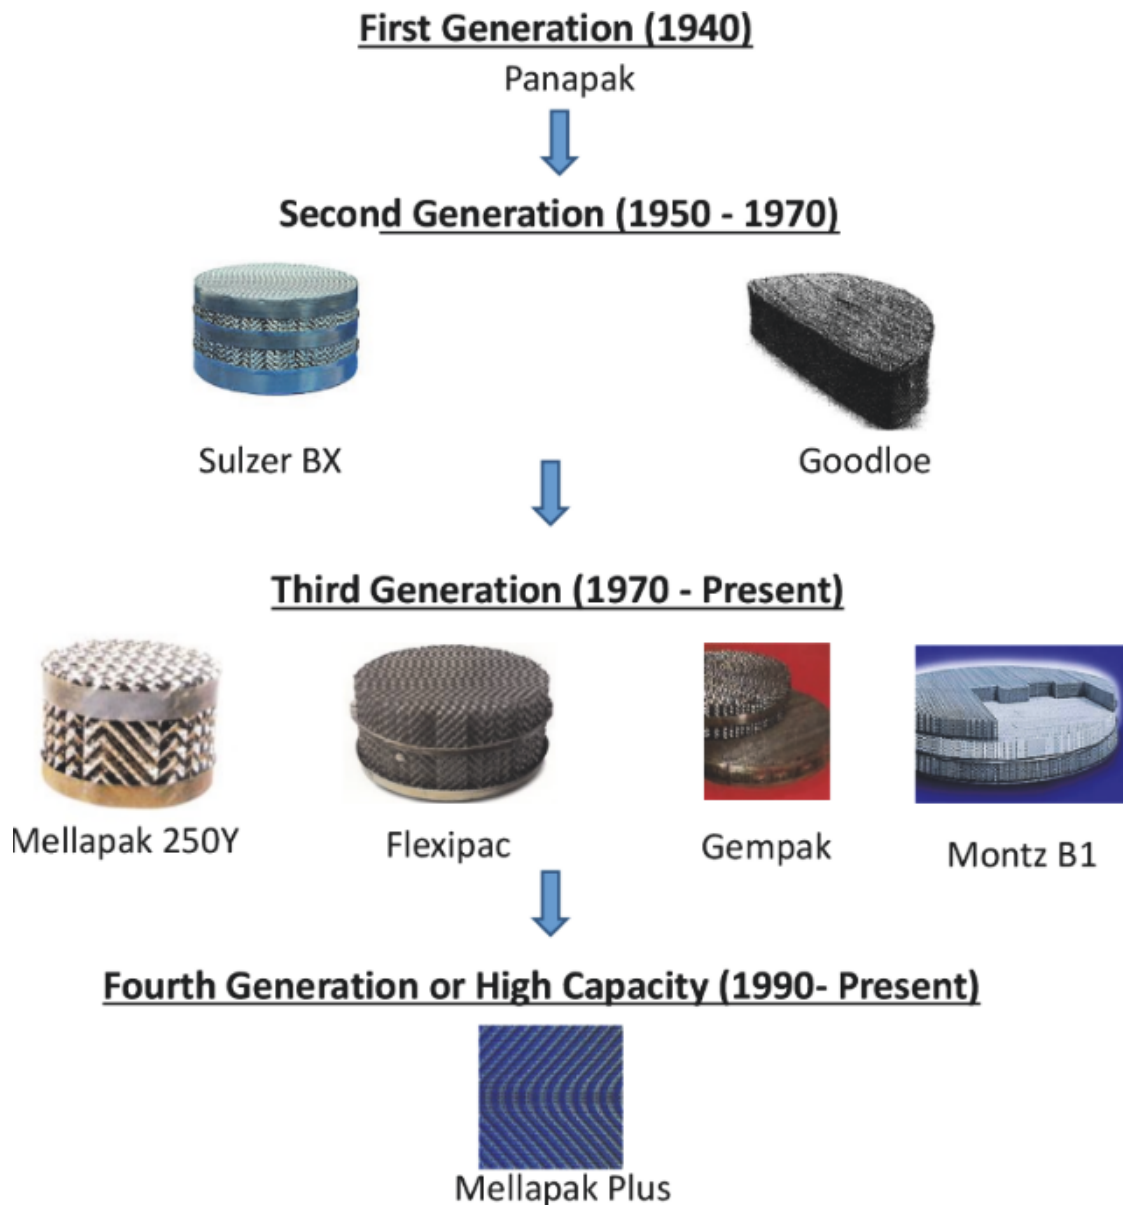 First Generation (1940)
Panapak
Second Generation (1950 - 1970)
Sulzer BX
Goodloe
Third Generation (1970 - Present)
Mellapak 250Y
Flexipac
Gempak
Montz B1
Fourth Generation or High Capacity (1990- Present)
Mellapak Plus